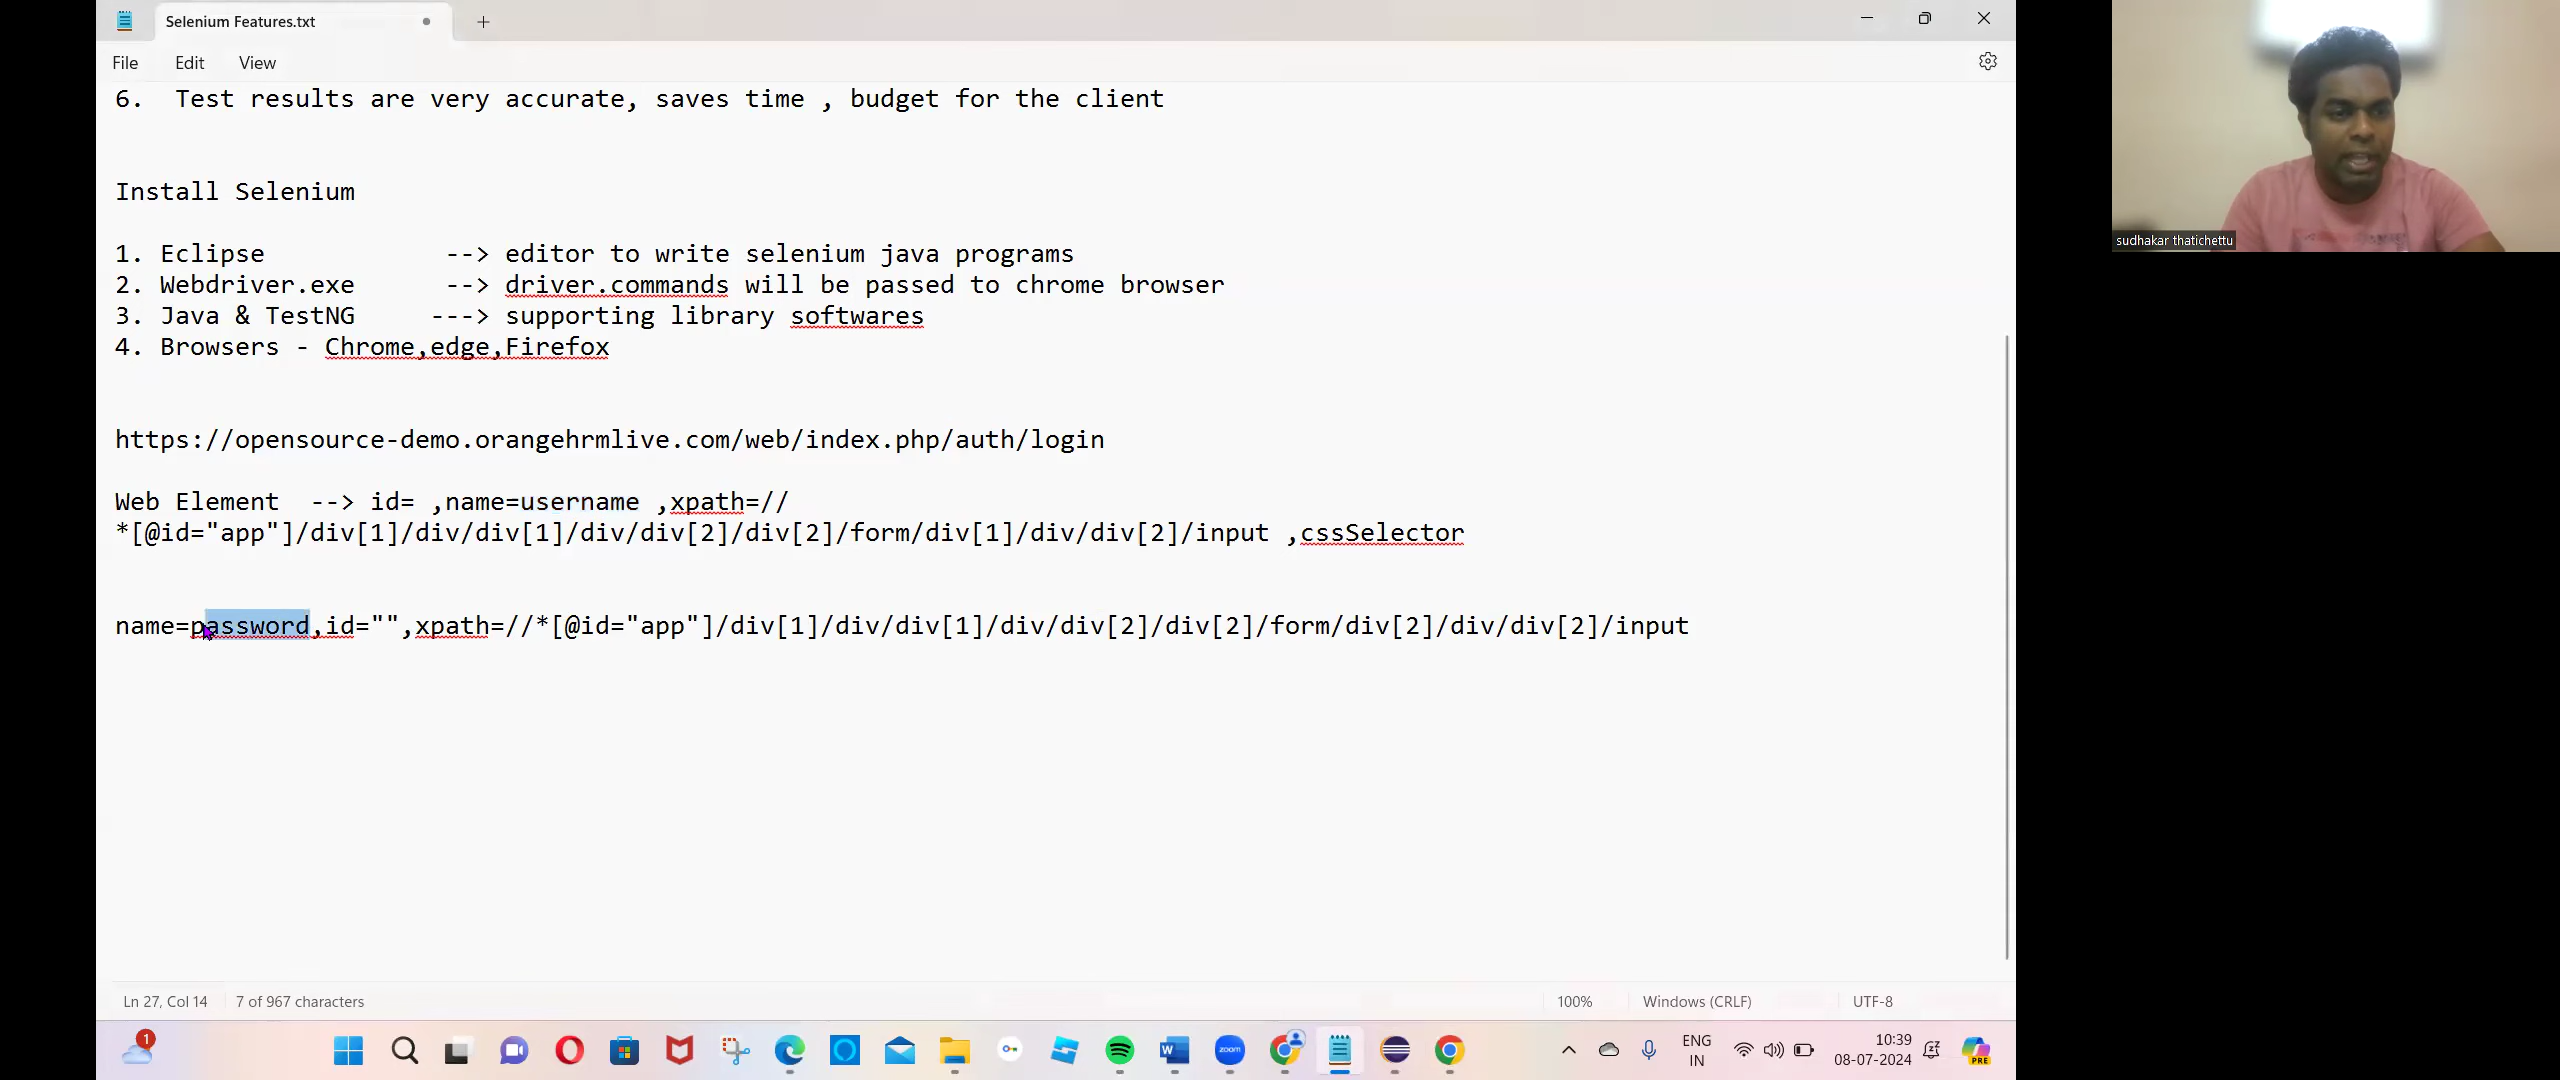 Selenium Features.txt
File Edit View
6.  Test results are very accurate, saves time , budget for the client
Install Selenium
1. Eclipse            --> editor to write selenium java programs
2. Webdriver.exe      --> driver.commands will be passed to chrome browser
3. Java & TestNG     ---> supporting library softwares
4. Browsers - Chrome,edge,Firefox
https://opensource-demo.orangehrmlive.com/web/index.php/auth/login
Web Element  --> id= ,name=username ,xpath=//
*[@id="app"]/div[1]/div/div[1]/div/div[2]/div[2]/form/div[1]/div/div[2]/input ,cssSelector
name=password,id="",xpath=//*[@id="app"]/div[1]/div/div[1]/div/div[2]/div[2]/form/div[2]/div/div[2]/input
Ln 27, Col 14 7 of 967 characters 100% Windows (CRLF) UTF-8
1 zoom ENG 10:39
IN 08-07-2024 PRE
sudhakar thatichettu